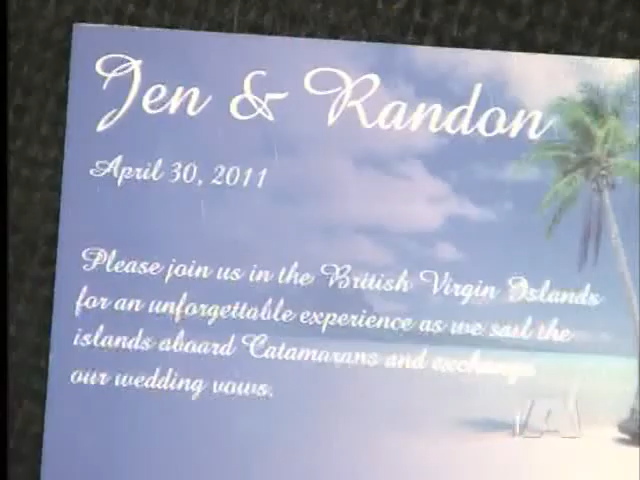 Jen & Randon
April 30, 2011
Please join us in the British Virgin Islands
for an unforgettable experience as we sail the
islands aboard Catamarans and exchange
our wedding vows.